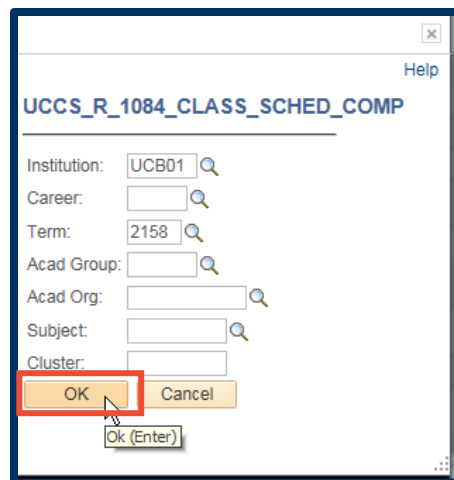 Help
UCCS_R_1084_CLASS_SCHED_COMP
Institution: UCB01
Career:
Term: 2158
Acad Group:
Acad Org:
Subject:
Cluster:
OK Cancel
Ok (Enter)